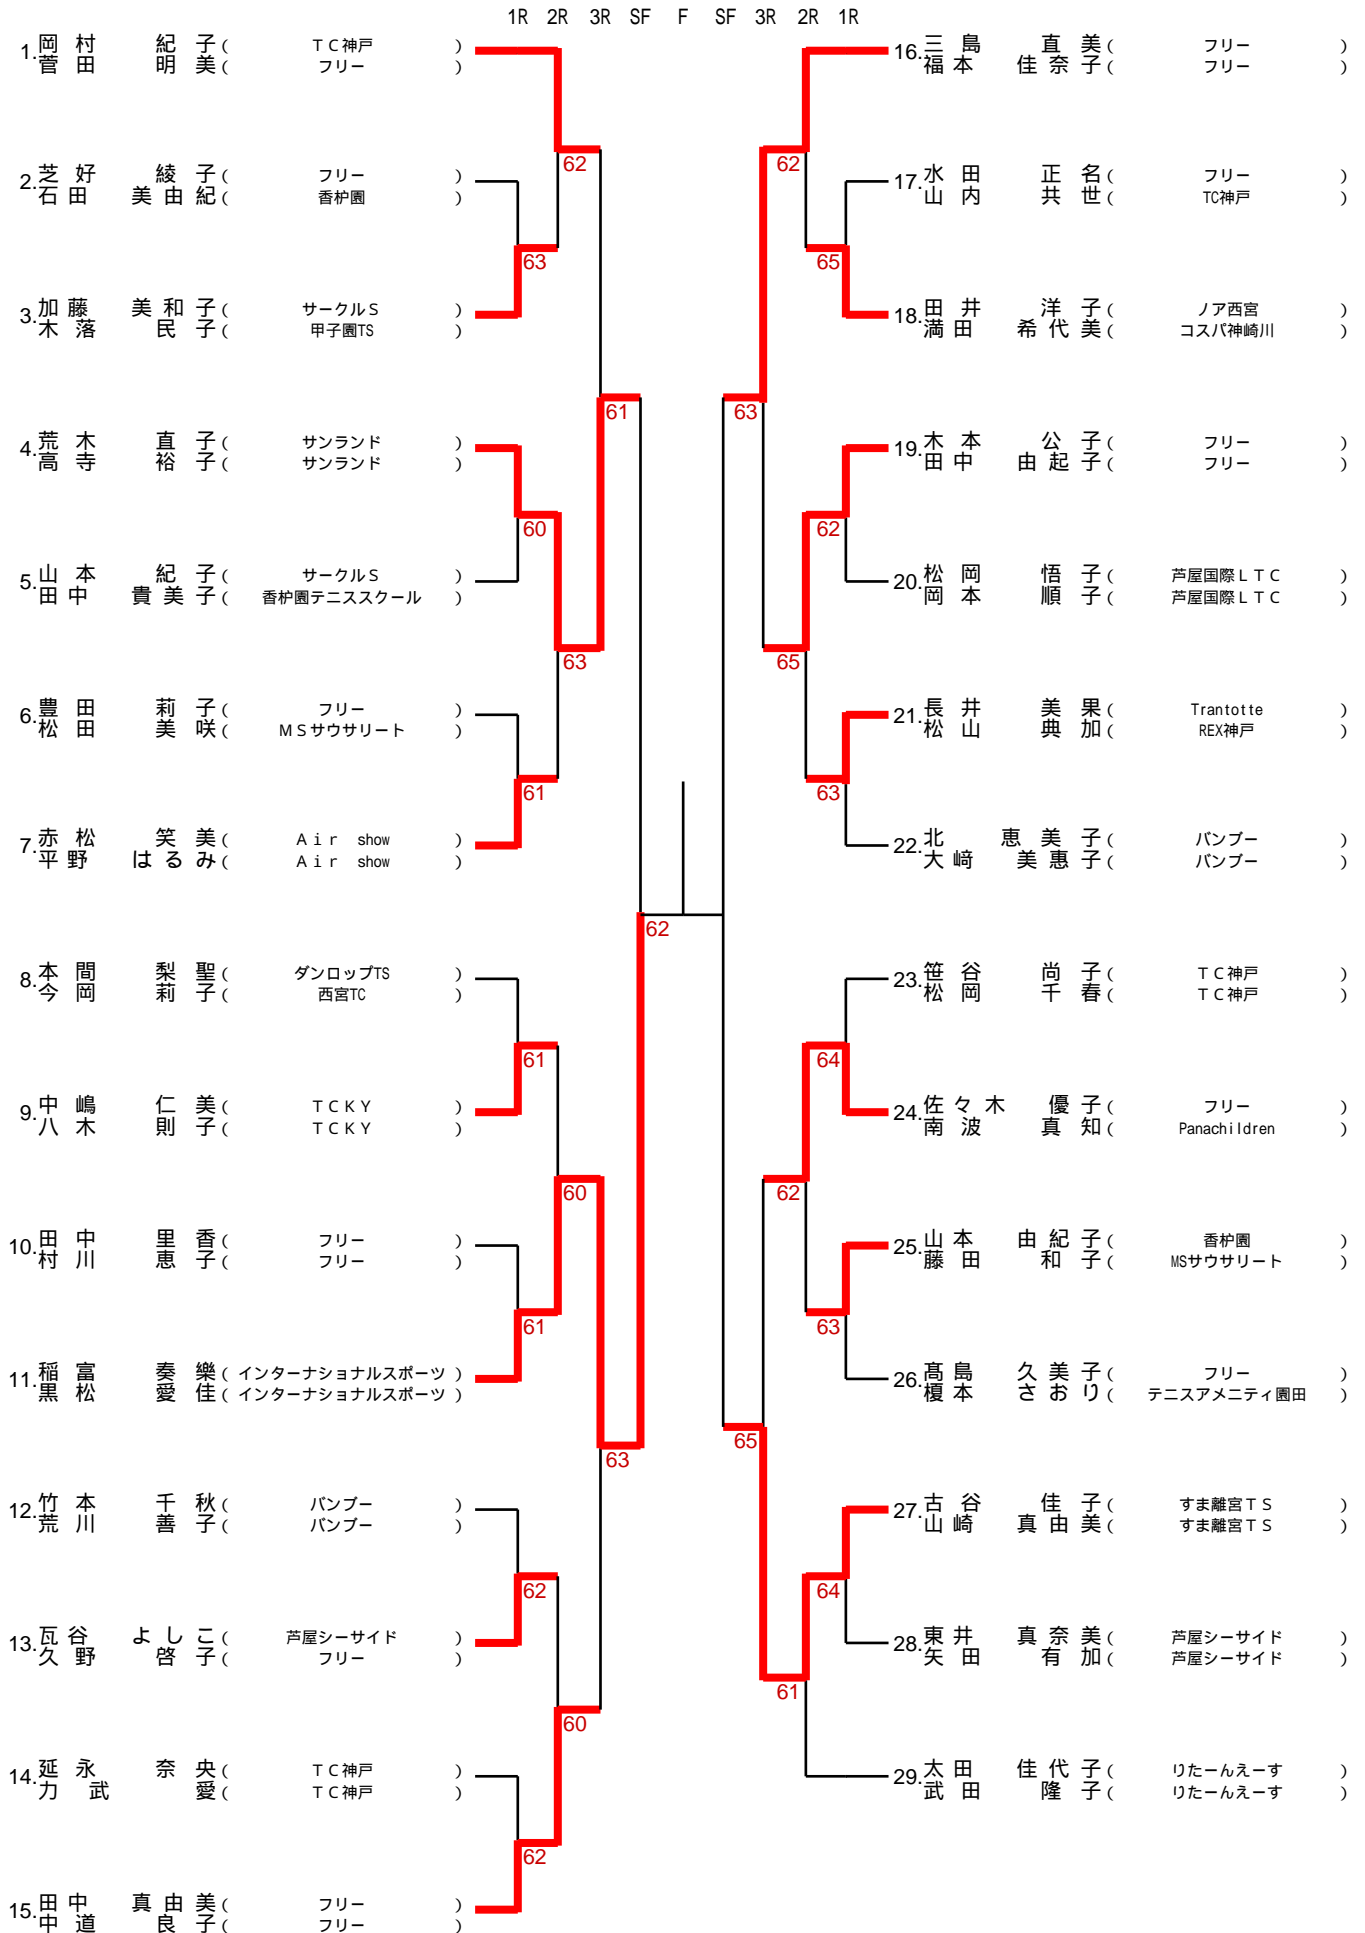 1R 2R 3R SF F SF 3R 2R 1R
1. 岡村 紀子 ( TC神戸 )
菅田 明美 ( フリー )
62
2. 芝好 綾子 ( フリー )
石田 美由紀 ( 香枦園 )
63
3. 加藤 美和子 ( サークルS )
木落 民子 ( 甲子園TS )
61
4. 荒木 直子 ( サンランド )
高寺 裕子 ( サンランド )
60
5. 山本 紀子 ( サークルS )
田中 貴美子 ( 香枦園テニススクール )
63
6. 豊田 莉子 ( フリー )
松田 美咲 ( MSサウサリート )
61
7. 赤松 笑美 ( Air show )
平野 はるみ ( Air show )
62
8. 本間 梨聖 ( ダンロップTS )
今岡 莉子 ( 西宮TC )
61
9. 中嶋 仁美 ( TCKY )
八木 則子 ( TCKY )
60
10. 田中 里香 ( フリー )
村川 恵子 ( フリー )
61
11. 稲富 奏樂 ( インターナショナルスポーツ )
黒松 愛佳 ( インターナショナルスポーツ )
63
12. 竹本 千秋 ( バンブー )
荒川 善子 ( バンブー )
62
13. 瓦谷 よしこ ( 芦屋シーサイド )
久野 啓子 ( フリー )
60
14. 延永 奈央 ( TC神戸 )
力武 愛 ( TC神戸 )
62
15. 田中 真由美 ( フリー )
中道 良子 ( フリー )
16. 三島 直美 ( フリー )
福本 佳奈子 ( フリー )
62
17. 水田 正名 ( フリー )
山内 共世 ( TC神戸 )
65
18. 田井 洋子 ( ノア西宮 )
満田 希代美 ( コスパ神崎川 )
63
19. 木本 公子 ( フリー )
田中 由起子 ( フリー )
62
20. 松岡 悟子 ( 芦屋国際LTC )
岡本 順子 ( 芦屋国際LTC )
65
21. 長井 美果 ( Trantotte )
松山 典加 ( REX神戸 )
63
22. 北 恵美子 ( バンブー )
大﨑 美惠子 ( バンブー )
23. 笹谷 尚子 ( TC神戸 )
松岡 千春 ( TC神戸 )
64
24. 佐々木 優子 ( フリー )
南波 真知 ( Panachildren )
62
25. 山本 由紀子 ( 香枦園 )
藤田 和子 ( MSサウサリート )
63
26. 髙島 久美子 ( フリー )
榎本 さおり ( テニスアメニティ園田 )
65
27. 古谷 佳子 ( すま離宮TS )
山崎 真由美 ( すま離宮TS )
64
28. 東井 真奈美 ( 芦屋シーサイド )
矢田 有加 ( 芦屋シーサイド )
61
29. 太田 佳代子 ( りたーんえーす )
武田 隆子 ( りたーんえーす )